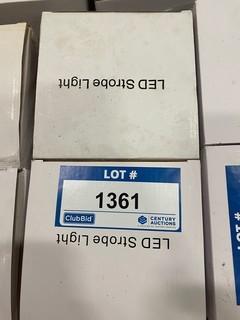 LED Strobe Light
LOT #
1361
ClubBid
CENTURY
AUCTIONS
LED Strobe Light